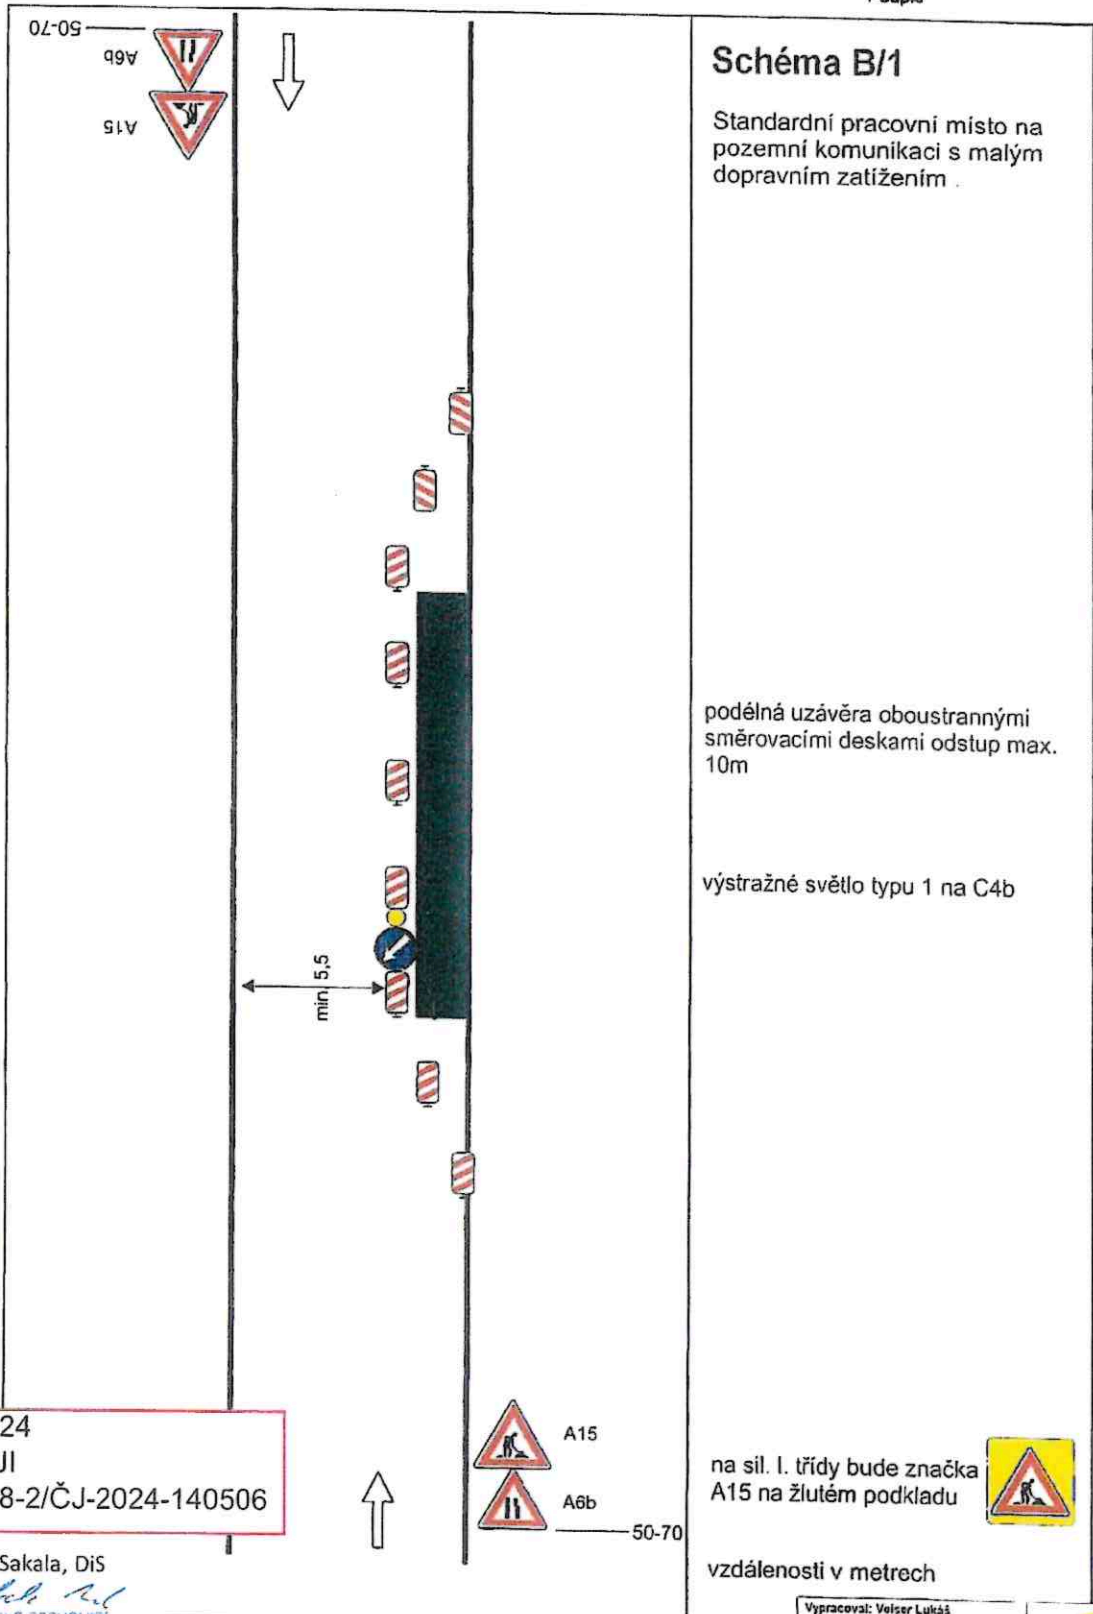 50-70
A6b
A15
Schéma B/1
Standardní pracovní místo na
pozemní komunikaci s malým
dopravním zatížením
podélná uzávěra oboustrannými
směrovacími deskami odstup max.
10m
výstražné světlo typu 1 na C4b
min. 5,5
A15
A6b
50-70
na sil. I. třídy bude značka
A15 na žlutém podkladu
vzdálenosti v metrech
24
JI
8-2/ČJ-2024-140506
Sakala, DiS
Vypracoval: Velser Lukáš